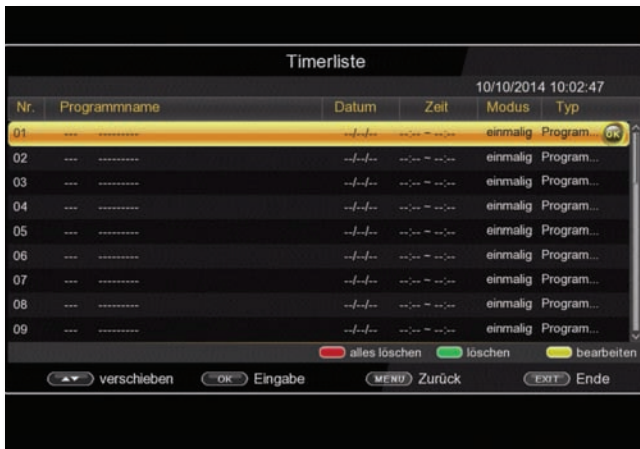 Timerliste
10/10/2014 10:02:47
Nr. Programmname Datum Zeit Modus Typ
01 --- --------- --/--/-- --:-- ~ --:-- einmalig Program... OK
02 --- --------- --/--/-- --:-- ~ --:-- einmalig Program...
03 --- --------- --/--/-- --:-- ~ --:-- einmalig Program...
04 --- --------- --/--/-- --:-- ~ --:-- einmalig Program...
05 --- --------- --/--/-- --:-- ~ --:-- einmalig Program...
06 --- --------- --/--/-- --:-- ~ --:-- einmalig Program...
07 --- --------- --/--/-- --:-- ~ --:-- einmalig Program...
08 --- --------- --/--/-- --:-- ~ --:-- einmalig Program...
09 --- --------- --/--/-- --:-- ~ --:-- einmalig Program...
alles löschen löschen bearbeiten
verschieben OK Eingabe MENU Zurück EXIT Ende